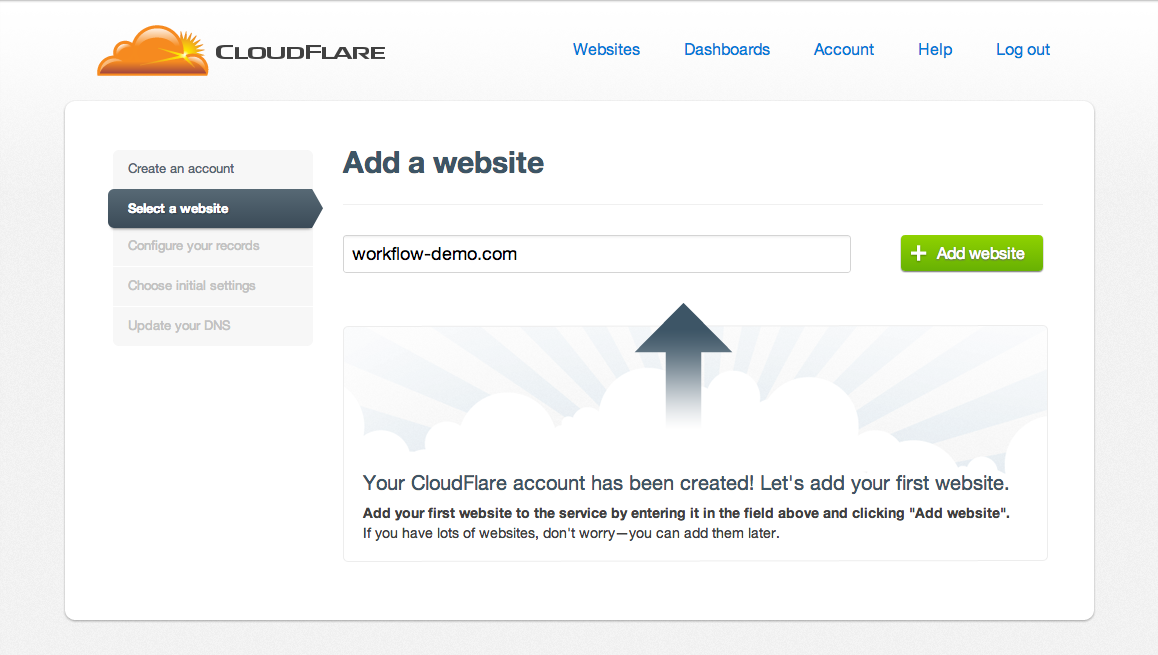 CLOUDFLARE
Websites
Dashboards
Account
Help
Log out
Create an account
Select a website
Configure your records
Choose initial settings
Update your DNS
Add a website
workflow-demo.com
+ Add website
Your CloudFlare account has been created! Let's add your first website.
Add your first website to the service by entering it in the field above and clicking "Add website".
If you have lots of websites, don't worry—you can add them later.